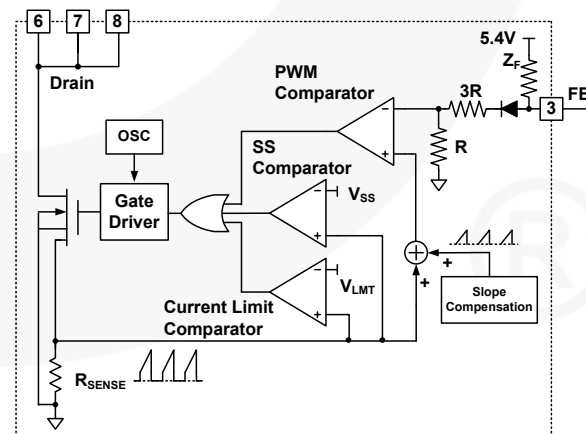 6 7 8
Drain
5.4V
Z_F
3R
3 FB
PWM
Comparator
R
OSC
SS
Comparator
Gate
Driver
V_SS
- +
- +
- +
+ +
V_LMT
Current Limit
Comparator
Slope
Compensation
R_SENSE
®